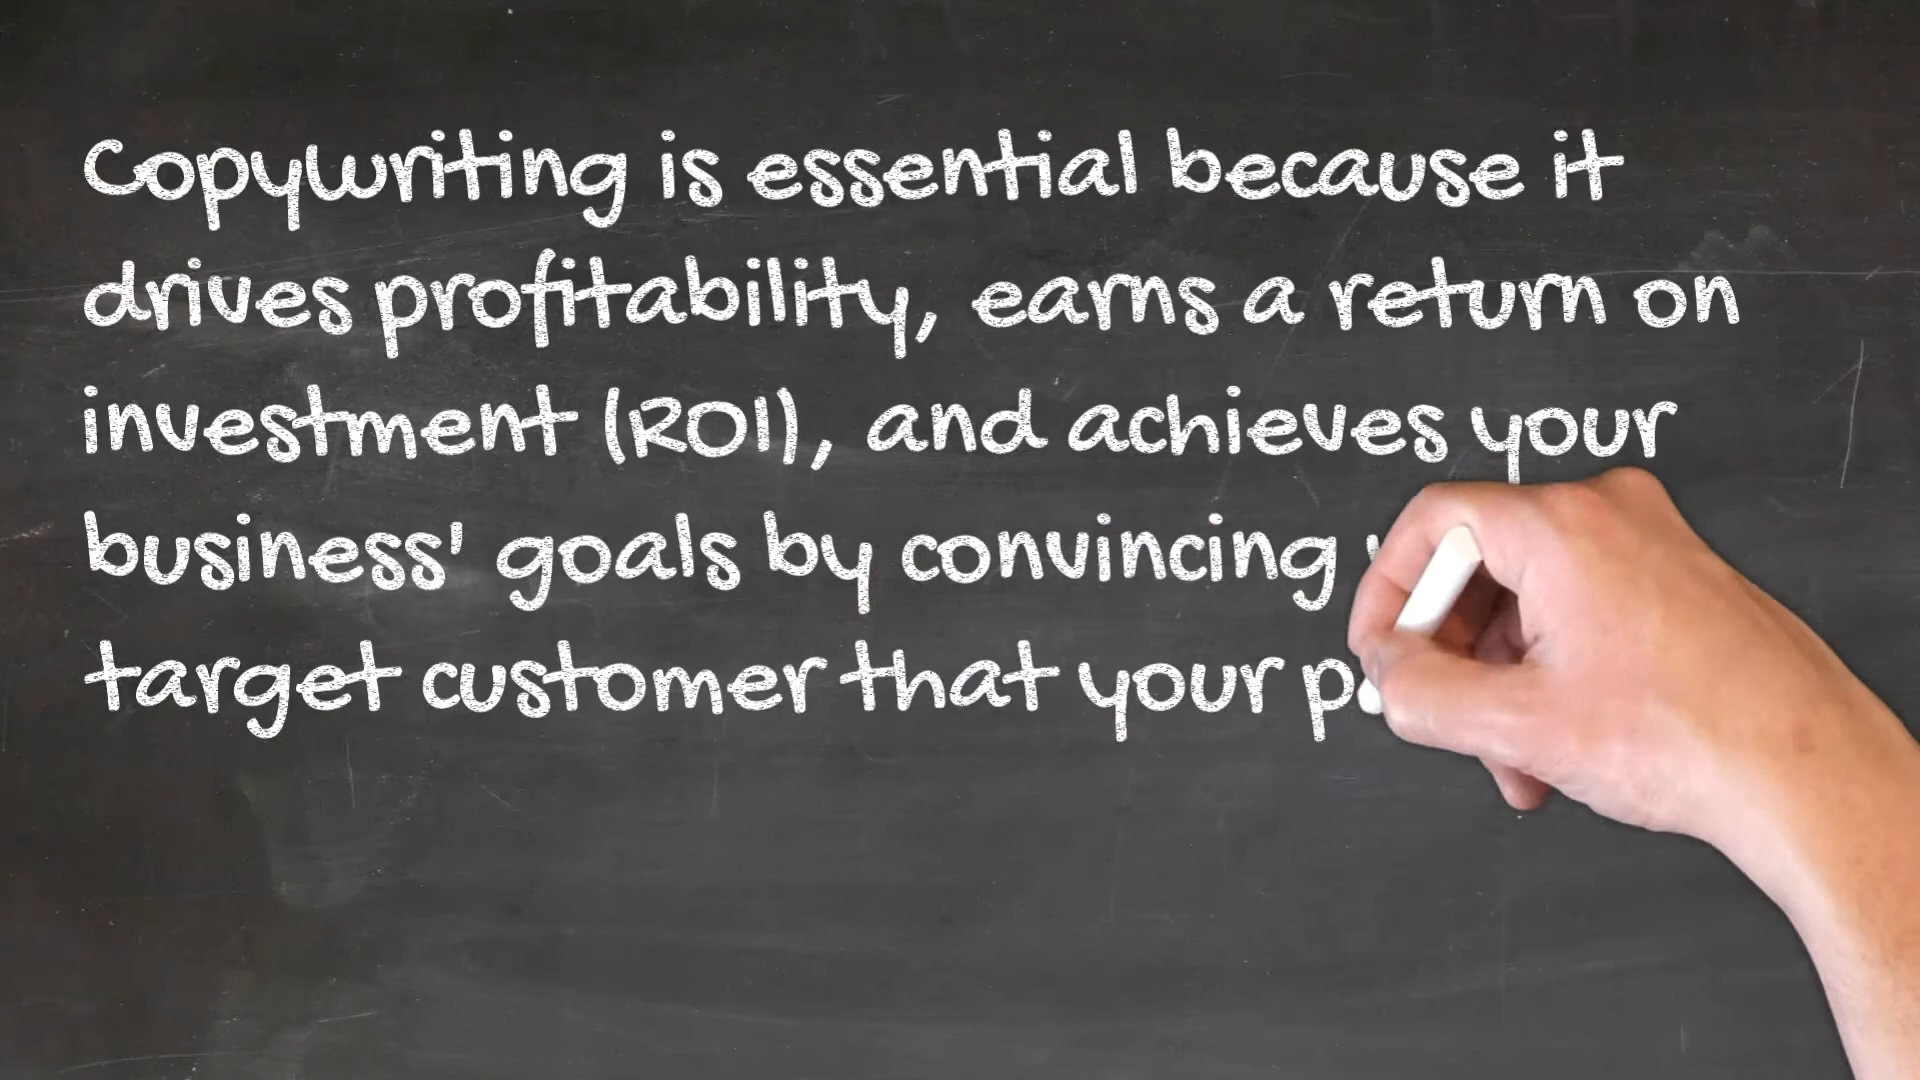 Copywriting is essential because it
drives profitability, earns a return on
investment (ROI), and achieves your
business' goals by convincing
target customer that your